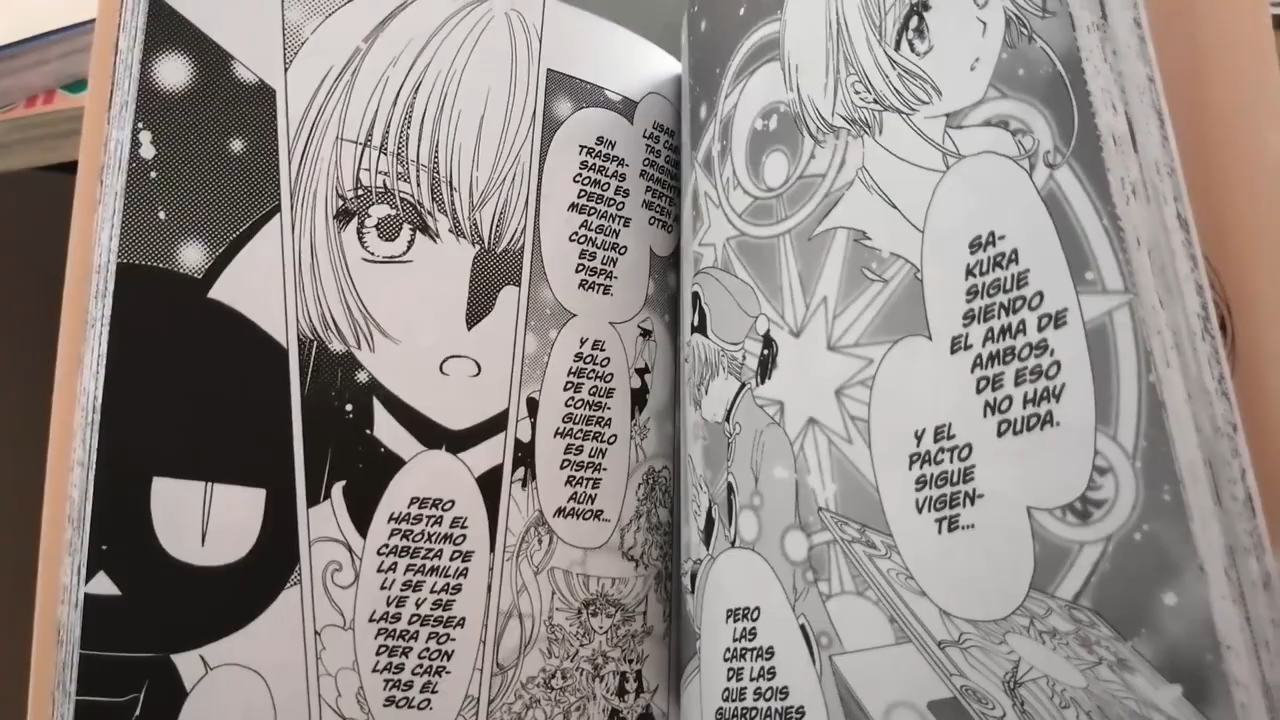 SA-
KURA
SIGUE
SIENDO
EL AMA DE
AMBOS,
DE ESO
NO HAY
DUDA.
Y EL
PACTO
SIGUE
VIGEN-
TE...
PERO
LAS
CARTAS
DE LAS
QUE SOIS
GUARDIANES
USAR
LAS CAR
TAS QUE
ORIGINA
RIAMENT
PERTE-
NECEN A
OTRO
SIN
TRASPA-
SARLAS
COMO ES
DEBIDO
MEDIANTE
ALGÚN
CONJURO
ES UN
DISPA-
RATE.
Y EL
SOLO
HECHO
DE QUE
CONSI-
GUIERA
HACERLO
ES UN
DISPA-
RATE
AÚN
MAYOR...
PERO
HASTA EL
PRÓXIMO
CABEZA DE
LA FAMILIA
LI SE LAS
VE Y SE
LAS DESEA
PARA PO-
DER CON
LAS CAR-
TAS ÉL
SOLO.